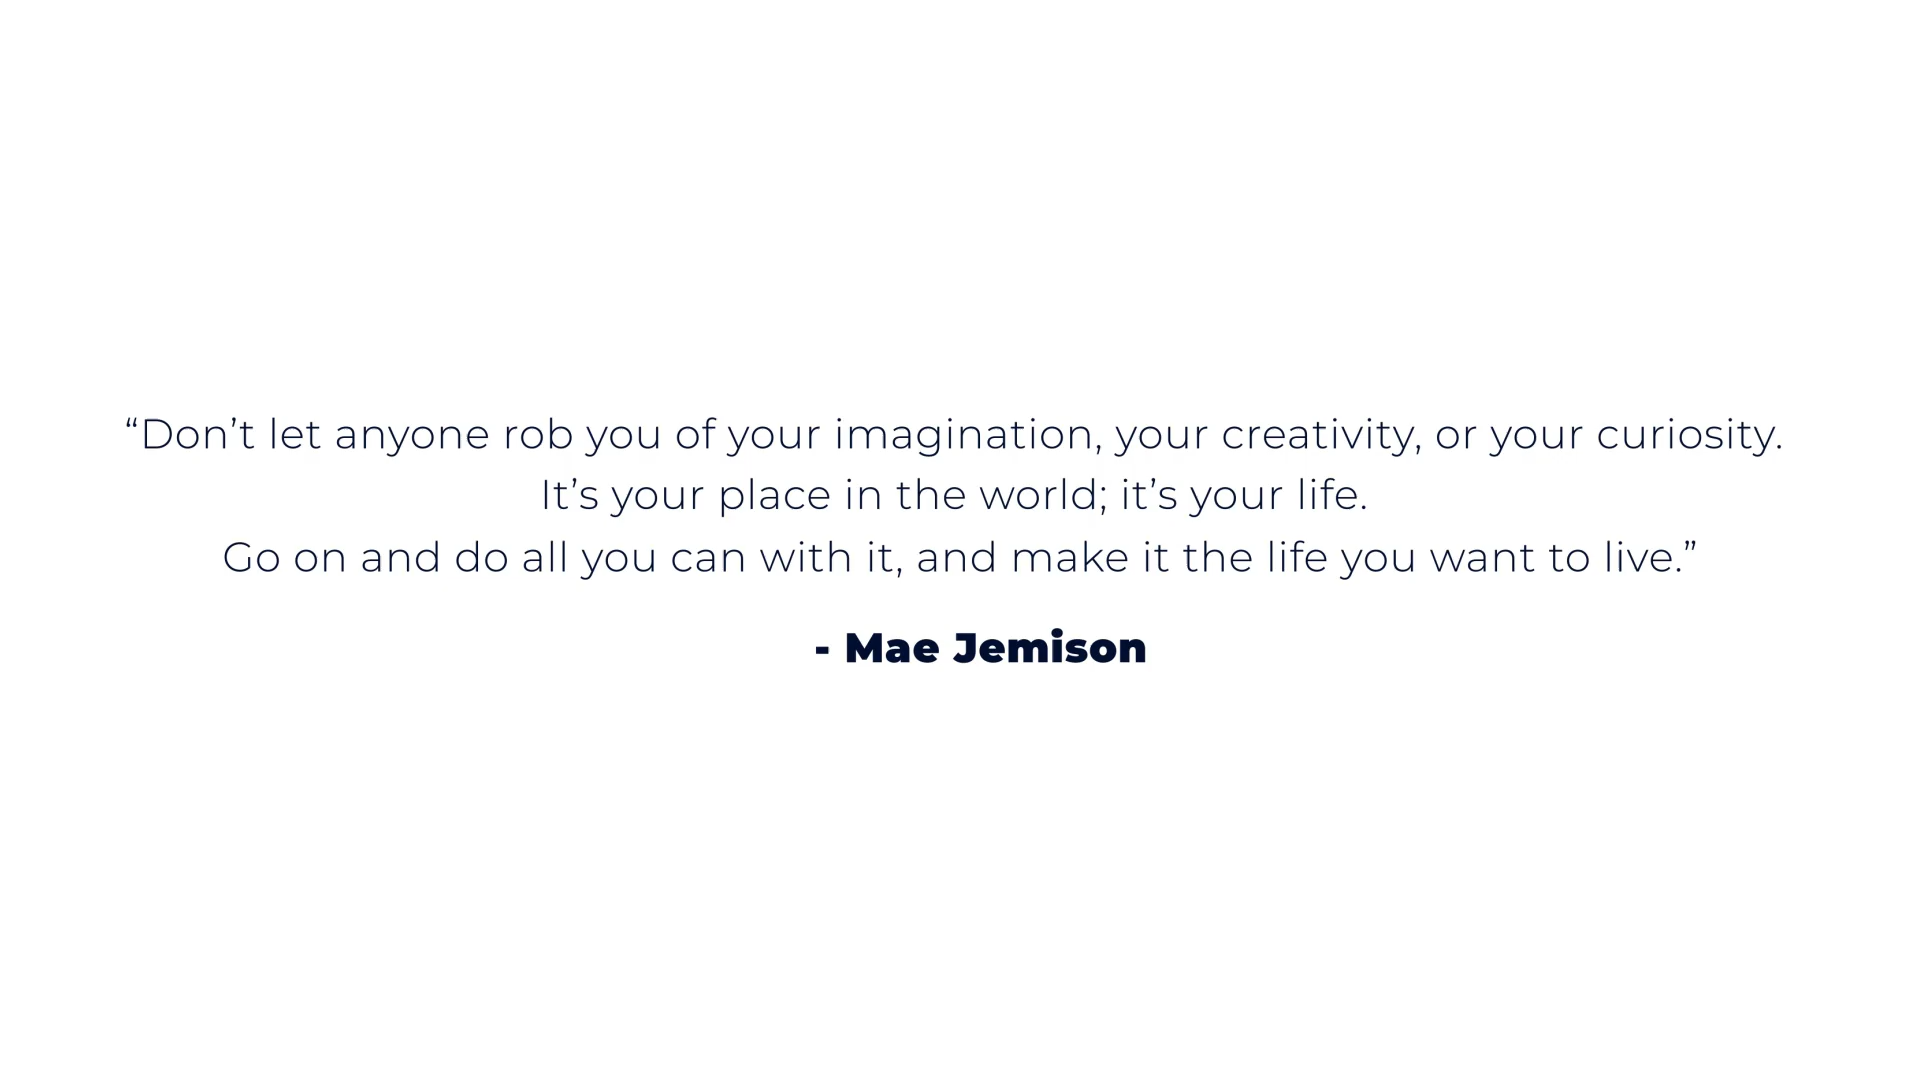 “Don’t let anyone rob you of your imagination, your creativity, or your curiosity.
It’s your place in the world; it’s your life.
Go on and do all you can with it, and make it the life you want to live.”
- Mae Jemison